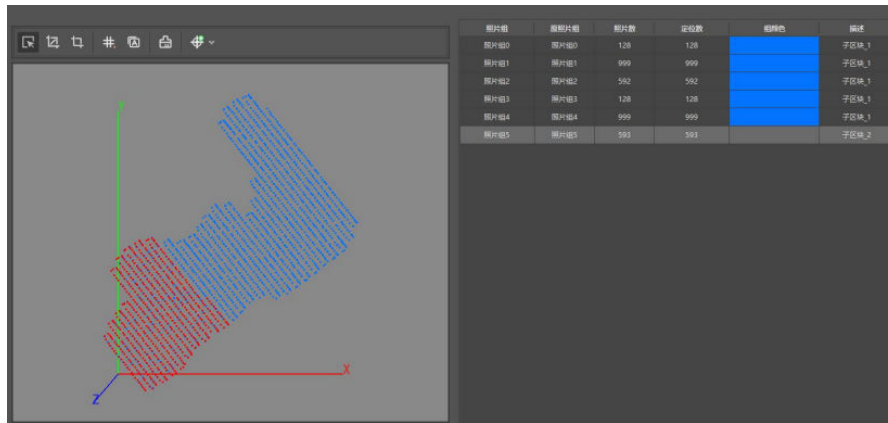 照片组 原照片组 照片数 定位数 组颜色 描述
照片组0 照片组0 128 128 子区块_1
照片组1 照片组1 999 999 子区块_1
照片组2 照片组2 592 592 子区块_1
照片组3 照片组3 128 128 子区块_1
照片组4 照片组4 999 999 子区块_1
照片组5 照片组5 593 593 子区块_2
Y
X
Z